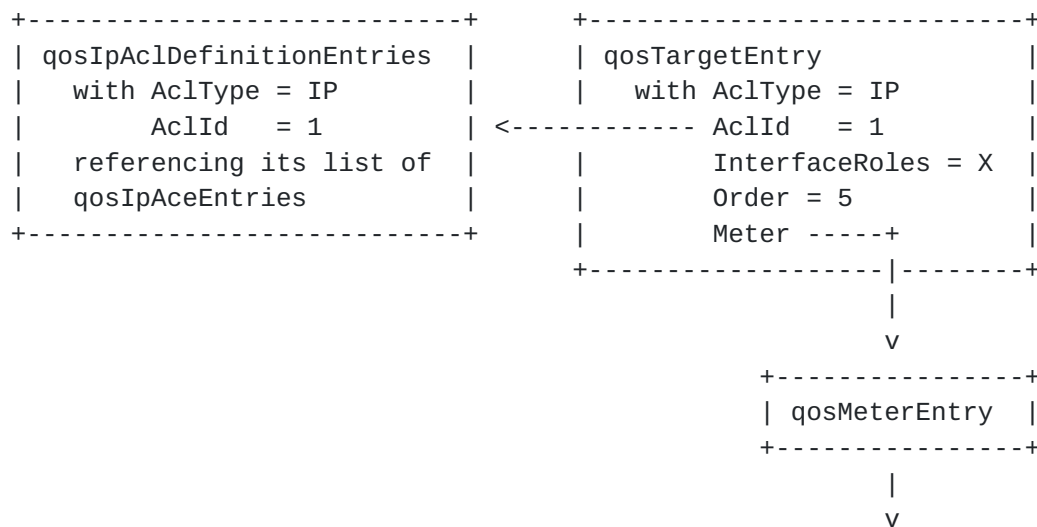 +----------------------------+      +----------------------------+
| qosIpAclDefinitionEntries  |      | qosTargetEntry             |
|   with AclType = IP        |      |   with AclType = IP        |
|        AclId   = 1         | <------------- AclId   = 1        |
|   referencing its list of  |      |        InterfaceRoles = X  |
|   qosIpAceEntries          |      |        Order = 5           |
+----------------------------+      |        Meter -----+        |
                                    +-------------------|--------+
                                                        |
                                                        v
                                                +----------------+
                                                | qosMeterEntry  |
                                                +----------------+
                                                        |
                                                        v